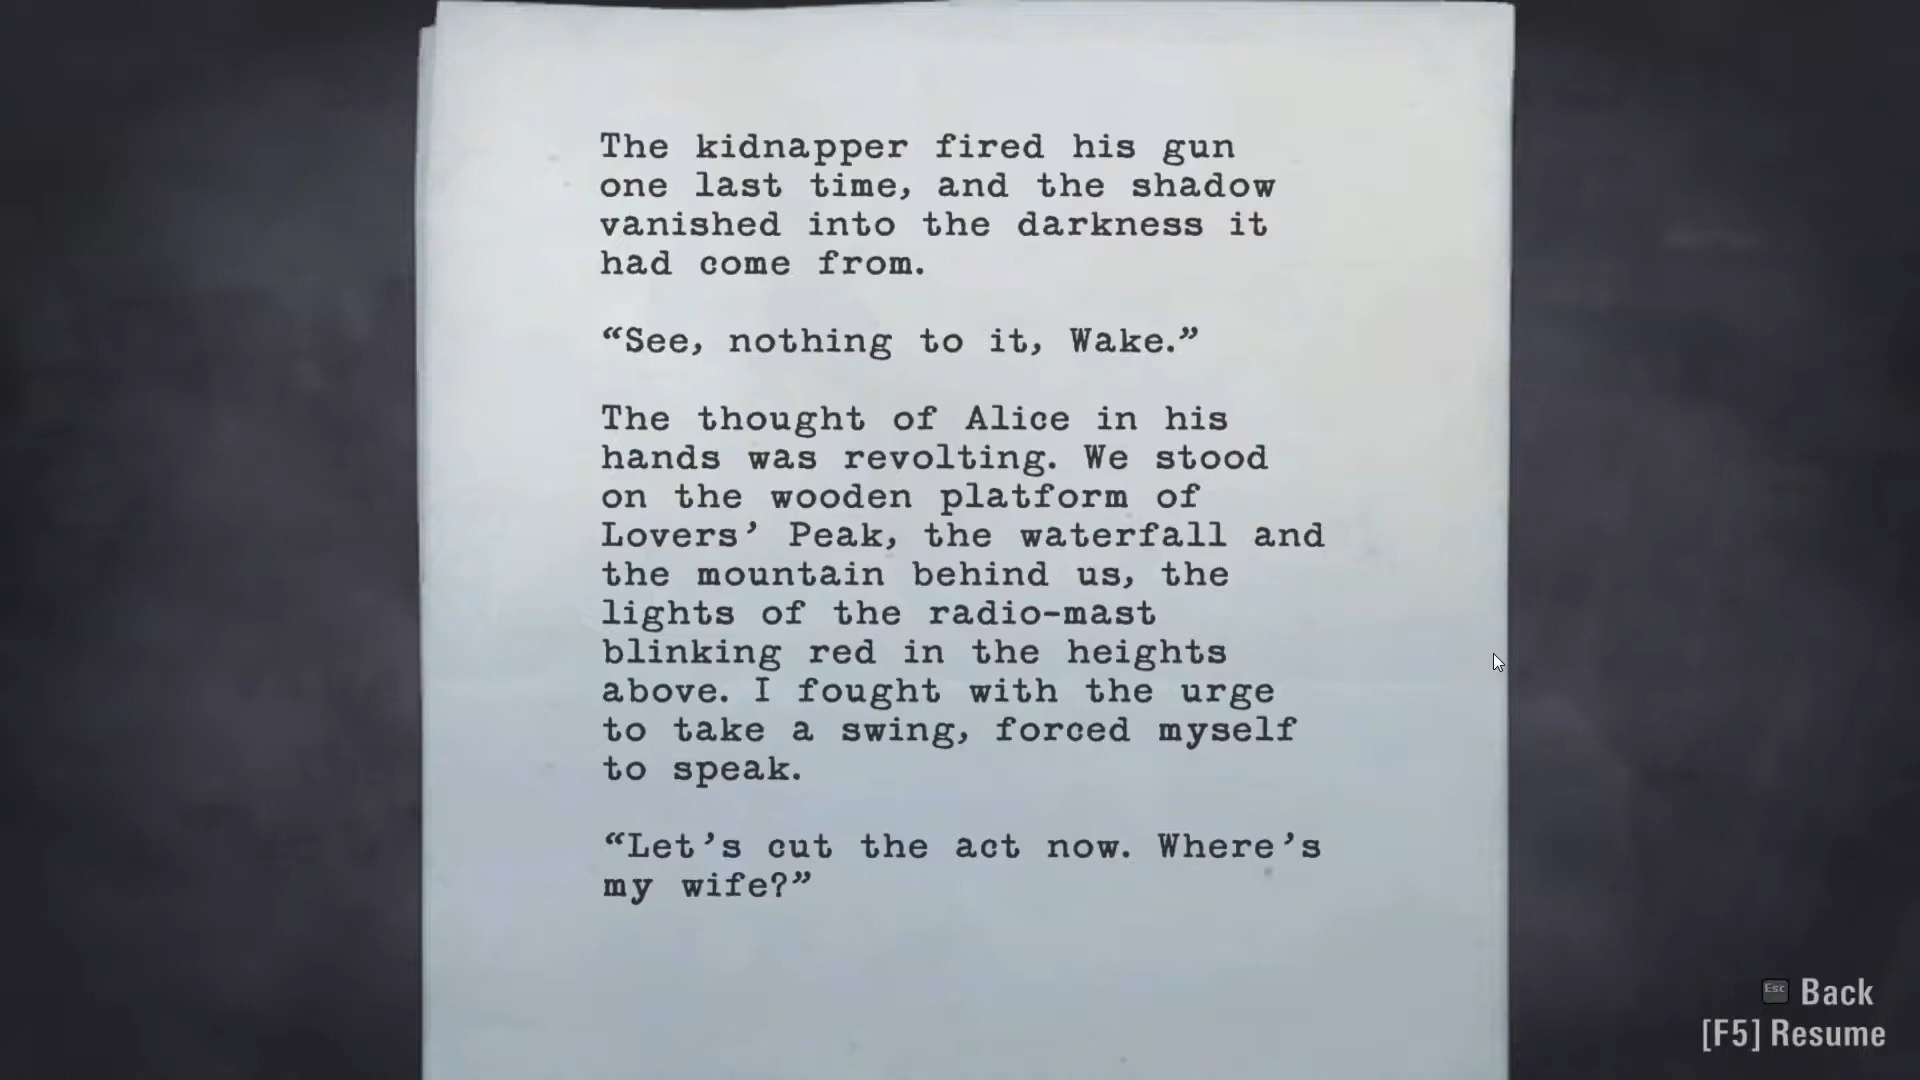 The kidnapper fired his gun
one last time, and the shadow
vanished into the darkness it
had come from.
“See, nothing to it, Wake.”
The thought of Alice in his
hands was revolting. We stood
on the wooden platform of
Lovers’ Peak, the waterfall and
the mountain behind us, the
lights of the radio-mast
blinking red in the heights
above. I fought with the urge
to take a swing, forced myself
to speak.
“Let’s cut the act now. Where’s
my wife?”
Esc Back
[F5] Resume